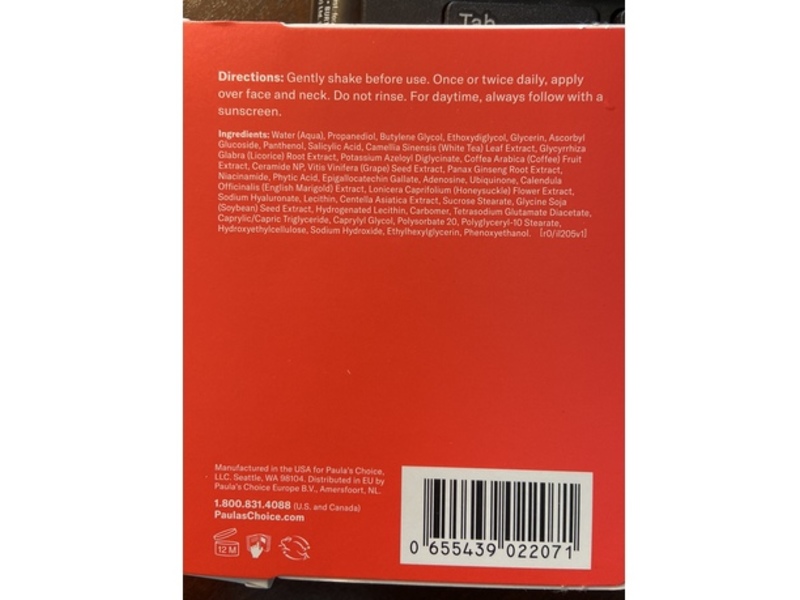 Tab
Directions: Gently shake before use. Once or twice daily, apply
over face and neck. Do not rinse. For daytime, always follow with a
sunscreen.
Ingredients: Water (Aqua), Propanediol, Butylene Glycol, Ethoxydiglycol, Glycerin, Ascorbyl
Glucoside, Panthenol, Salicylic Acid, Camellia Sinensis (White Tea) Leaf Extract, Glycyrrhiza
Glabra (Licorice) Root Extract, Potassium Azeloyl Diglycinate, Coffea Arabica (Coffee) Fruit
Extract, Ceramide NP, Vitis Vinifera (Grape) Seed Extract, Panax Ginseng Root Extract,
Niacinamide, Phytic Acid, Epigallocatechin Gallate, Adenosine, Ubiquinone, Calendula
Officinalis (English Marigold) Extract, Lonicera Caprifolium (Honeysuckle) Flower Extract,
Sodium Hyaluronate, Lecithin, Centella Asiatica Extract, Sucrose Stearate, Glycine Soja
(Soybean) Seed Extract, Hydrogenated Lecithin, Carbomer, Tetrasodium Glutamate Diacetate,
Caprylic/Capric Triglyceride, Caprylyl Glycol, Polysorbate 20, Polyglyceryl-10 Stearate,
Hydroxyethylcellulose, Sodium Hydroxide, Ethylhexylglycerin, Phenoxyethanol. [r0/il205v1]
Manufactured in the USA for Paula's Choice,
LLC. Seattle, WA 98104. Distributed in EU by
Paula's Choice Europe B.V., Amersfoort, NL.
1.800.831.4088 (U.S. and Canada)
PaulasChoice.com
12 M
0 655439 022071